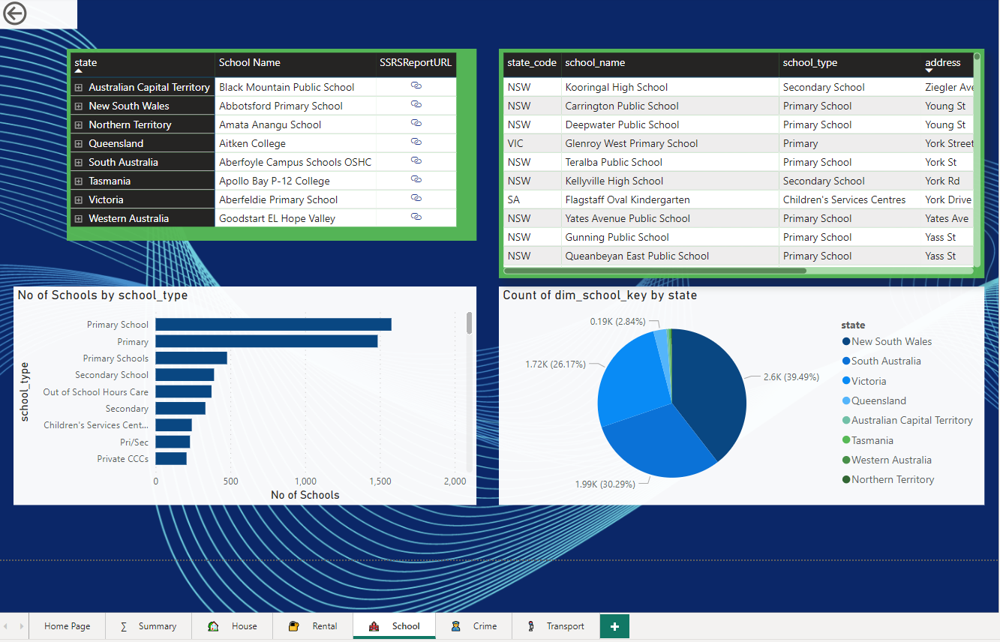 state School Name SSRSReportURL
Australian Capital Territory Black Mountain Public School
New South Wales Abbotsford Primary School
Northern Territory Amata Anangu School
Queensland Aitken College
South Australia Aberfoyle Campus Schools OSHC
Tasmania Apollo Bay P-12 College
Victoria Aberfeldie Primary School
Western Australia Goodstart EL Hope Valley
state_code school_name school_type address
NSW Kooringal High School Secondary School Ziegler Ave
NSW Carrington Public School Primary School Young St
NSW Deepwater Public School Primary School Young St
VIC Glenroy West Primary School Primary York Street
NSW Teralba Public School Primary School York St
NSW Kellyville High School Secondary School York Rd
SA Flagstaff Oval Kindergarten Children's Services Centres York Drive
NSW Yates Avenue Public School Primary School Yates Ave
NSW Gunning Public School Primary School Yass St
NSW Queanbeyan East Public School Primary School Yass St
No of Schools by school_type
school_type
Primary School
Primary
Primary Schools
Secondary School
Out of School Hours Care
Secondary
Children's Services Cent...
Pri/Sec
Private CCCs
0 500 1,000 1,500 2,000
No of Schools
Count of dim_school_key by state
0.19K (2.84%)
1.72K (26.17%)
2.6K (39.49%)
1.99K (30.29%)
state
New South Wales
South Australia
Victoria
Queensland
Australian Capital Territory
Tasmania
Western Australia
Northern Territory
Home Page ∑ Summary House Rental School Crime Transport +